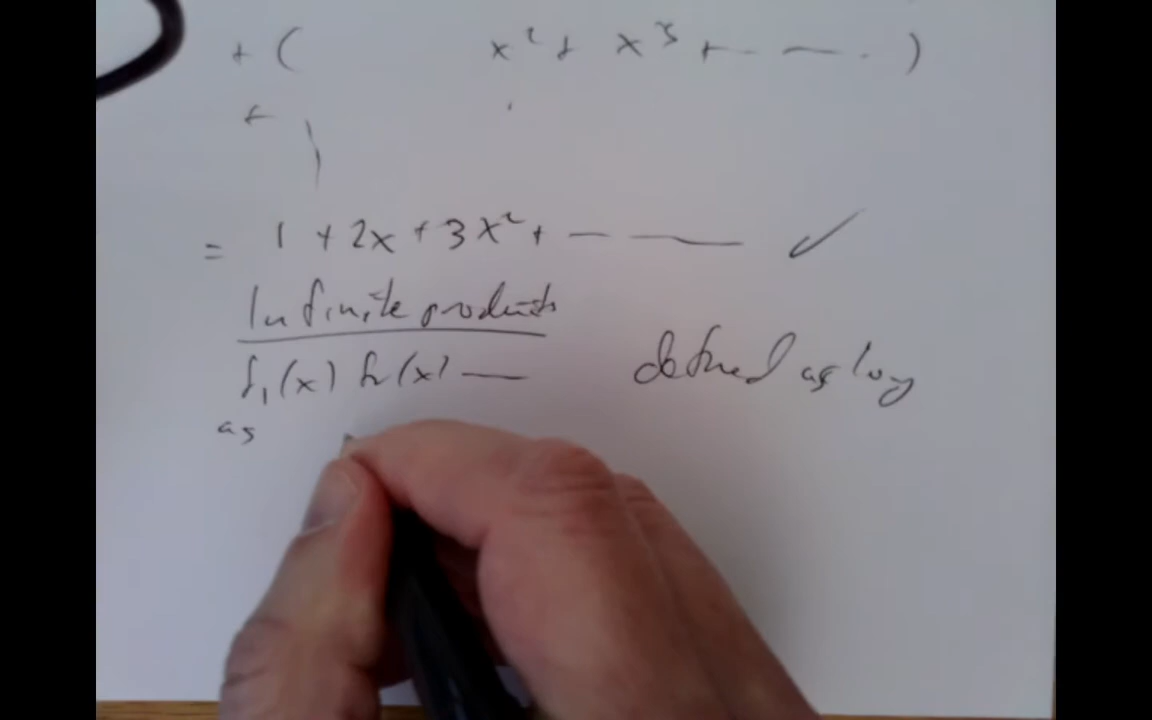 + ( x² + x³ + — — . )
+
= 1 + 2x + 3x² + — — ✓
Infinite products
f₁(x) f₂(x) — defined as long
as